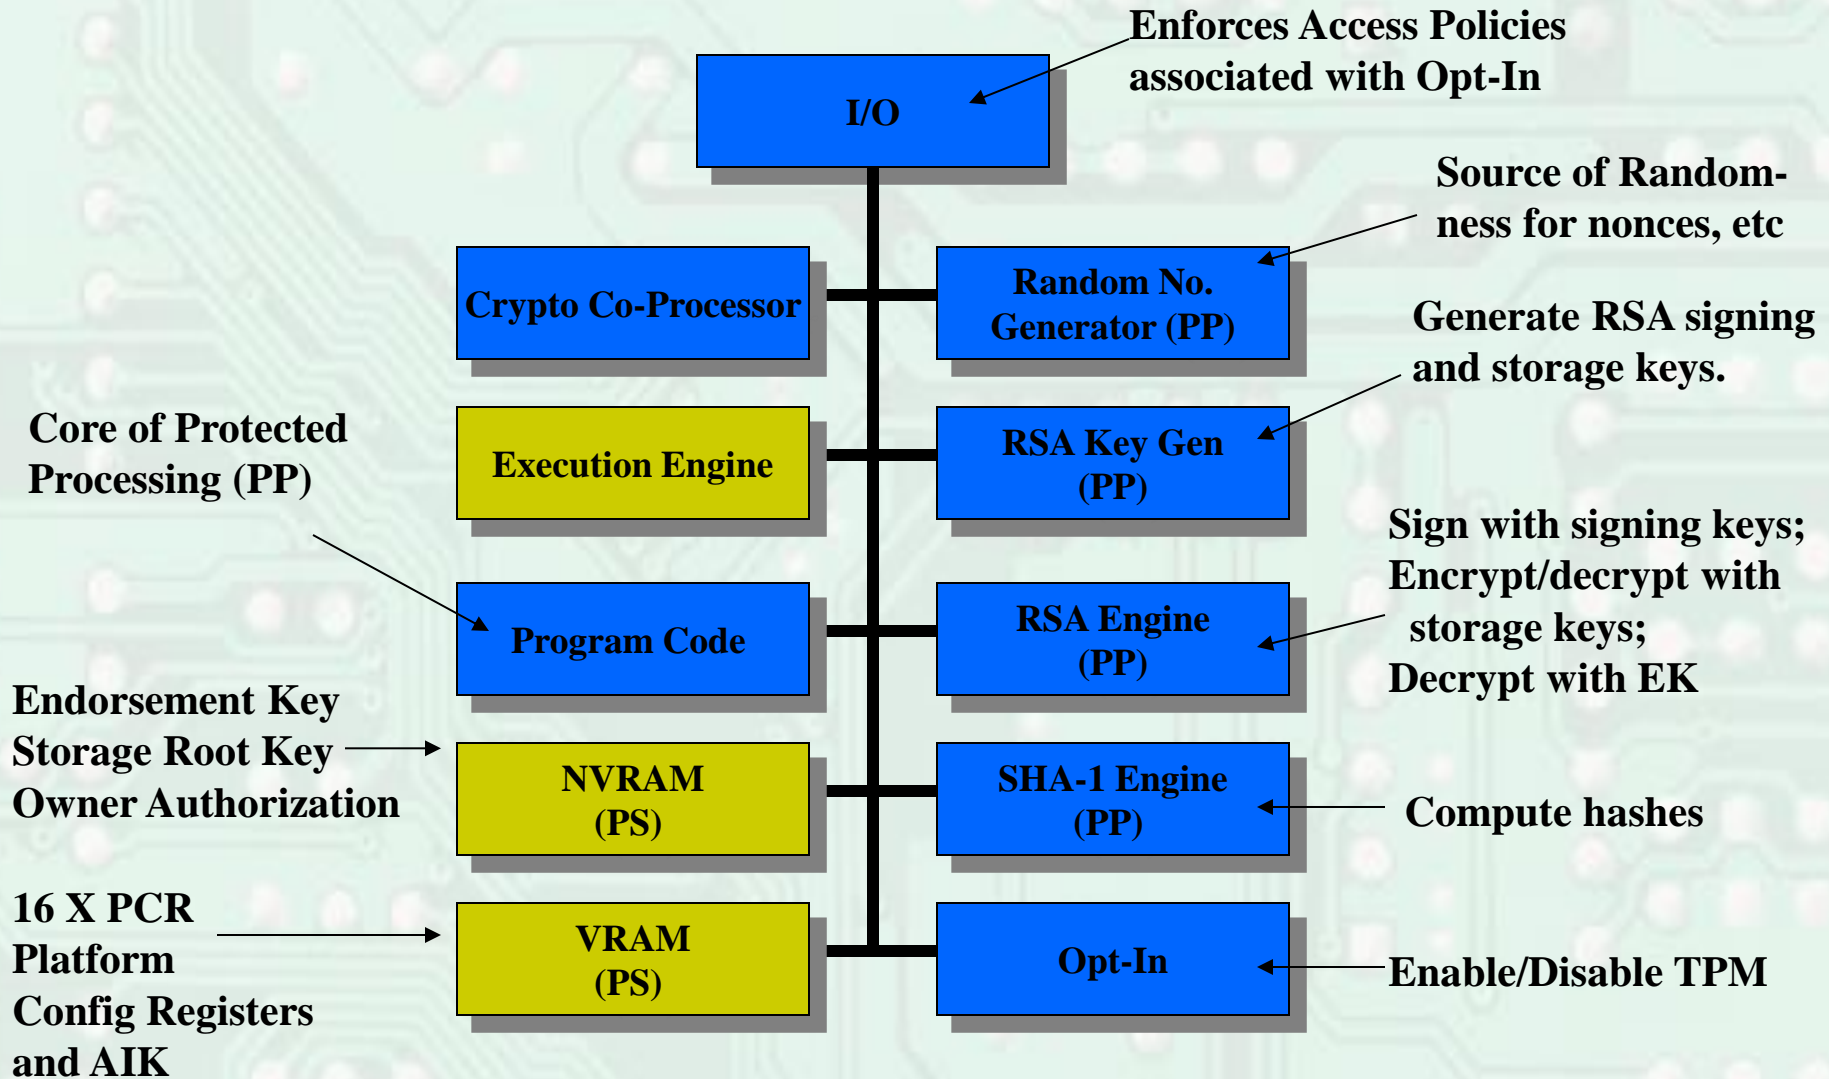 Enforces Access Policies
associated with Opt-In
I/O
Source of Random-
ness for nonces, etc
Crypto Co-Processor
Random No.
Generator (PP)
Generate RSA signing
and storage keys.
Core of Protected
Processing (PP)
Execution Engine
RSA Key Gen
(PP)
Sign with signing keys;
Encrypt/decrypt with
storage keys;
Decrypt with EK
Program Code
RSA Engine
(PP)
Endorsement Key
Storage Root Key
Owner Authorization
NVRAM
(PS)
SHA-1 Engine
(PP)
Compute hashes
16 X PCR
Platform
Config Registers
and AIK
VRAM
(PS)
Opt-In
Enable/Disable TPM